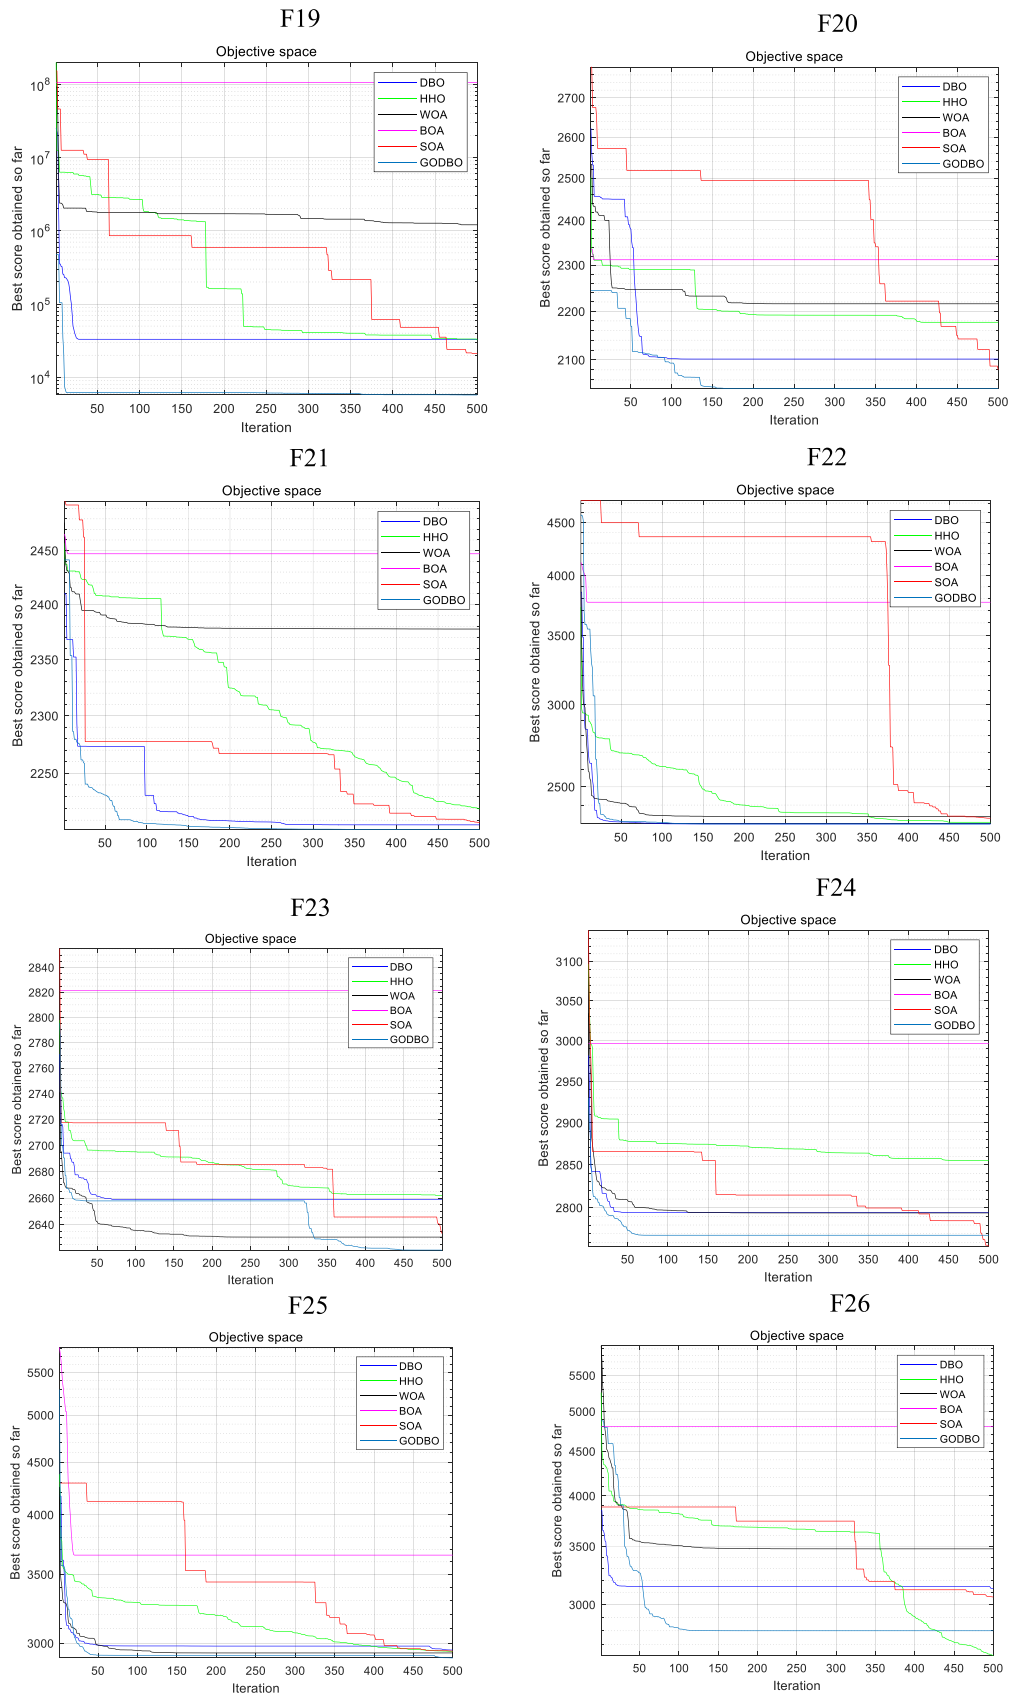 F19
Objective space
Best score obtained so far
10^8
10^7
10^6
10^5
10^4
50 100 150 200 250 300 350 400 450 500
Iteration
DBO
HHO
WOA
BOA
SOA
GODBO
F20
Objective space
Best score obtained so far
2700
2600
2500
2400
2300
2200
2100
50 100 150 200 250 300 350 400 450 500
Iteration
DBO
HHO
WOA
BOA
SOA
GODBO
F21
Objective space
Best score obtained so far
2450
2400
2350
2300
2250
50 100 150 200 250 300 350 400 450 500
Iteration
DBO
HHO
WOA
BOA
SOA
GODBO
F22
Objective space
Best score obtained so far
4500
4000
3500
3000
2500
50 100 150 200 250 300 350 400 450 500
Iteration
DBO
HHO
WOA
BOA
SOA
GODBO
F23
Objective space
Best score obtained so far
2840
2820
2800
2780
2760
2740
2720
2700
2680
2660
2640
50 100 150 200 250 300 350 400 450 500
Iteration
DBO
HHO
WOA
BOA
SOA
GODBO
F24
Objective space
Best score obtained so far
3100
3050
3000
2950
2900
2850
2800
50 100 150 200 250 300 350 400 450 500
Iteration
DBO
HHO
WOA
BOA
SOA
GODBO
F25
Objective space
Best score obtained so far
5500
5000
4500
4000
3500
3000
50 100 150 200 250 300 350 400 450 500
Iteration
DBO
HHO
WOA
BOA
SOA
GODBO
F26
Objective space
Best score obtained so far
5500
5000
4500
4000
3500
3000
50 100 150 200 250 300 350 400 450 500
Iteration
DBO
HHO
WOA
BOA
SOA
GODBO